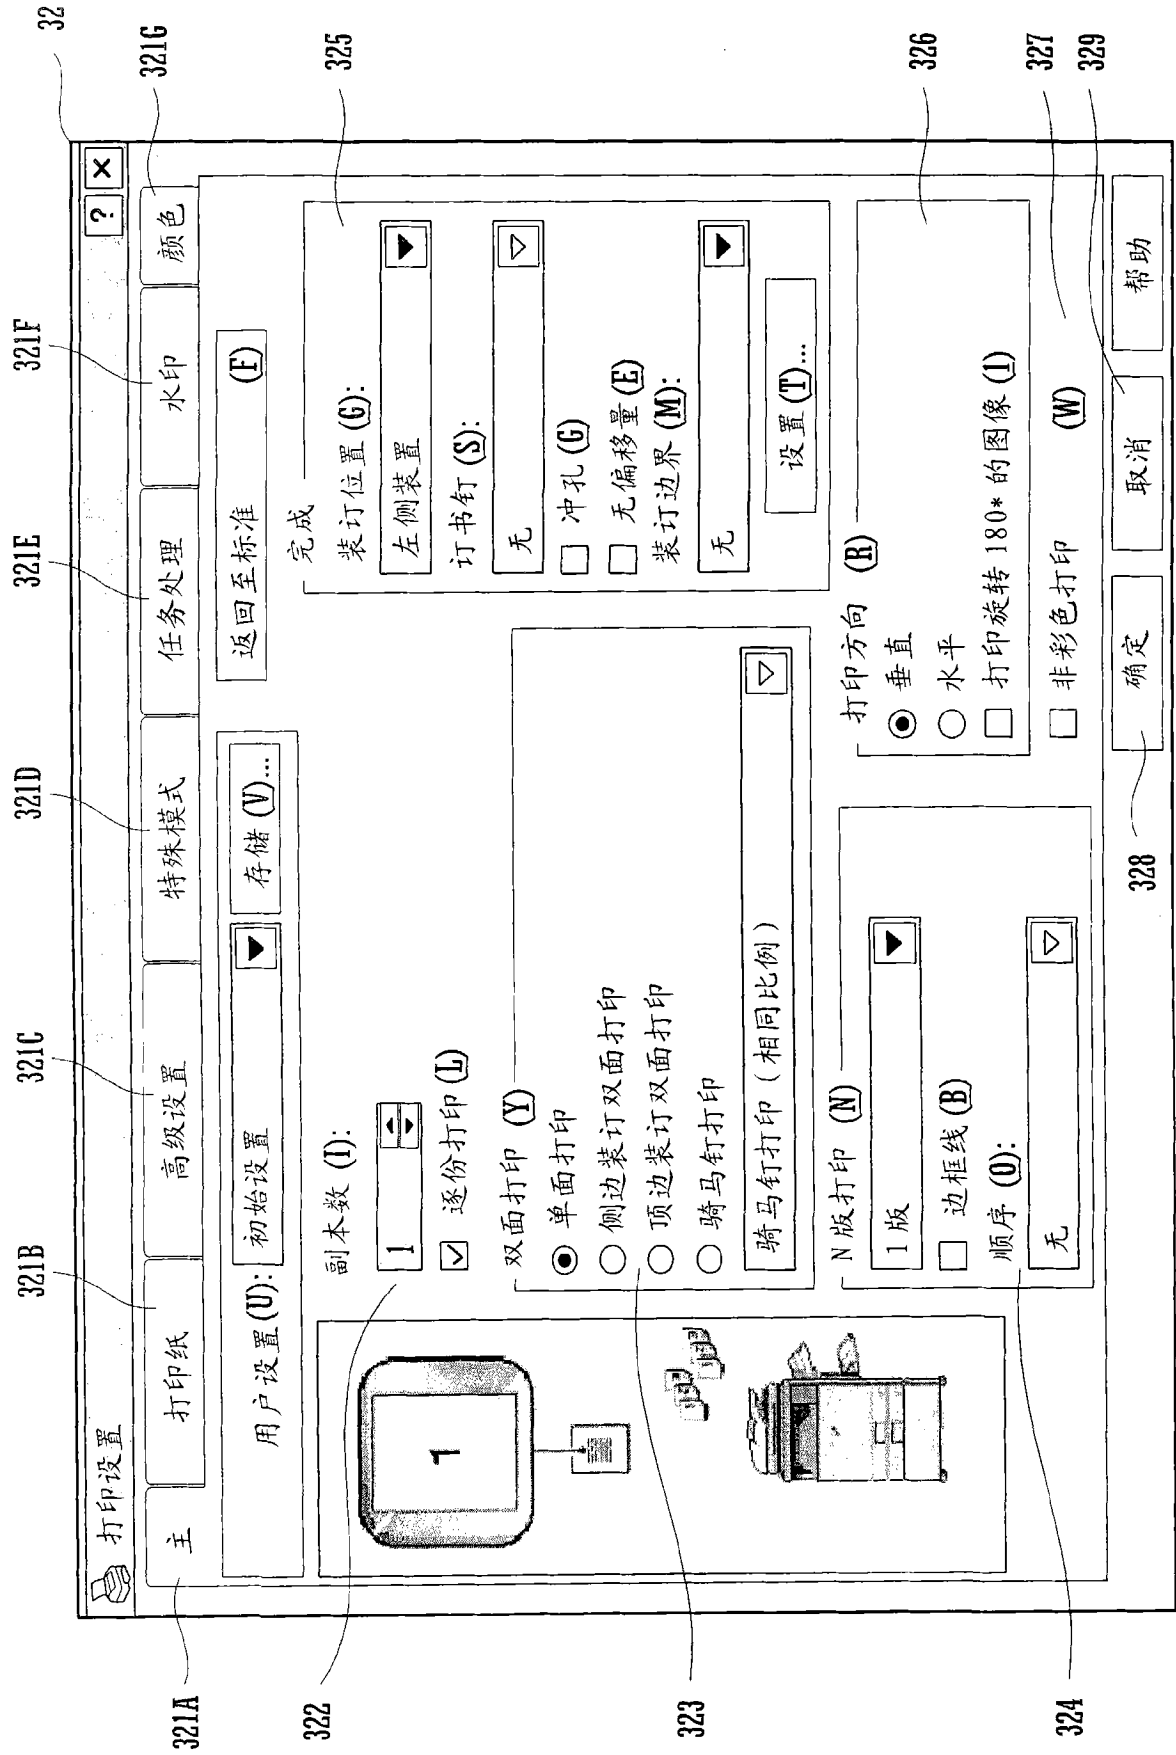 32
321A
321B
321C
321D
321E
321F
321G
打印设置
? ×
主
打印纸
高级设置
特殊模式
任务处理
水印
颜色
用户设置(U):
初始设置
存储(V)...
返回至标准 (F)
1
副本数(I):
1
逐份打印(L)
322
双面打印(Y)
单面打印
侧边装订双面打印
顶边装订双面打印
骑马钉打印
骑马钉打印(相同比例)
323
N版打印(N)
1版
边框线(B)
顺序(O):
无
324
完成
装订位置(G):
左侧装置
订书钉(S):
无
冲孔(G)
无偏移量(E)
装订边界(M):
无
设置(T)...
325
打印方向 (R)
垂直
水平
打印旋转180*的图像(1)
326
非彩色打印 (W)
327
确定
取消
帮助
328
329